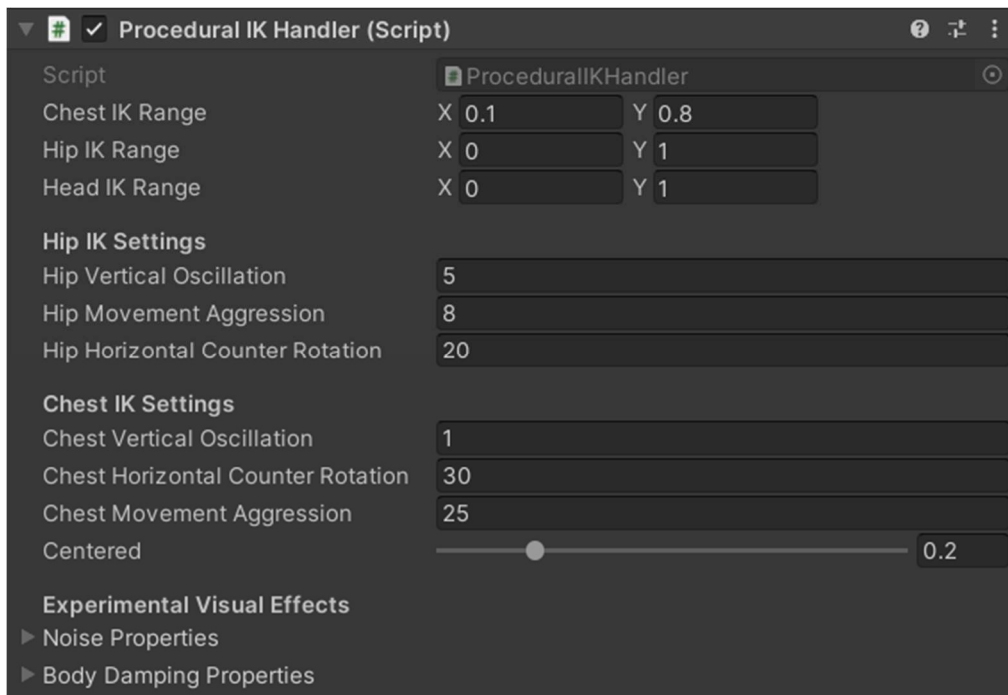 # Procedural IK Handler (Script)
Script # ProceduralIKHandler
Chest IK Range X 0.1 Y 0.8
Hip IK Range X 0 Y 1
Head IK Range X 0 Y 1
Hip IK Settings
Hip Vertical Oscillation 5
Hip Movement Aggression 8
Hip Horizontal Counter Rotation 20
Chest IK Settings
Chest Vertical Oscillation 1
Chest Horizontal Counter Rotation 30
Chest Movement Aggression 25
Centered 0.2
Experimental Visual Effects
Noise Properties
Body Damping Properties